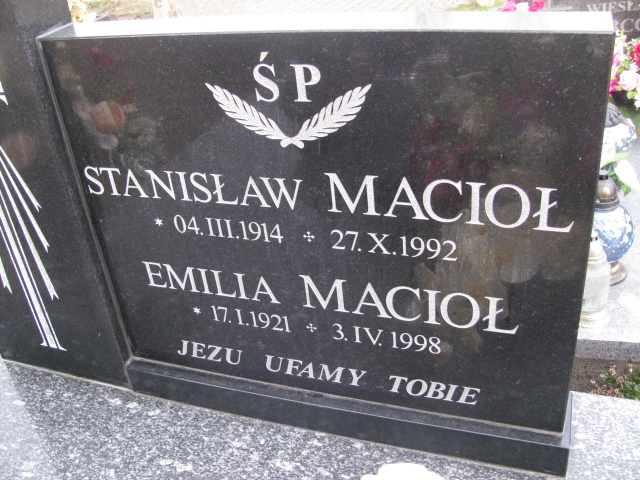 ŚP
STANISŁAW MACIOŁ
* 04.III.1914 ÷ 27.X.1992
EMILIA MACIOŁ
* 17.I.1921 ÷ 3.IV.1998
JEZU UFAMY TOBIE